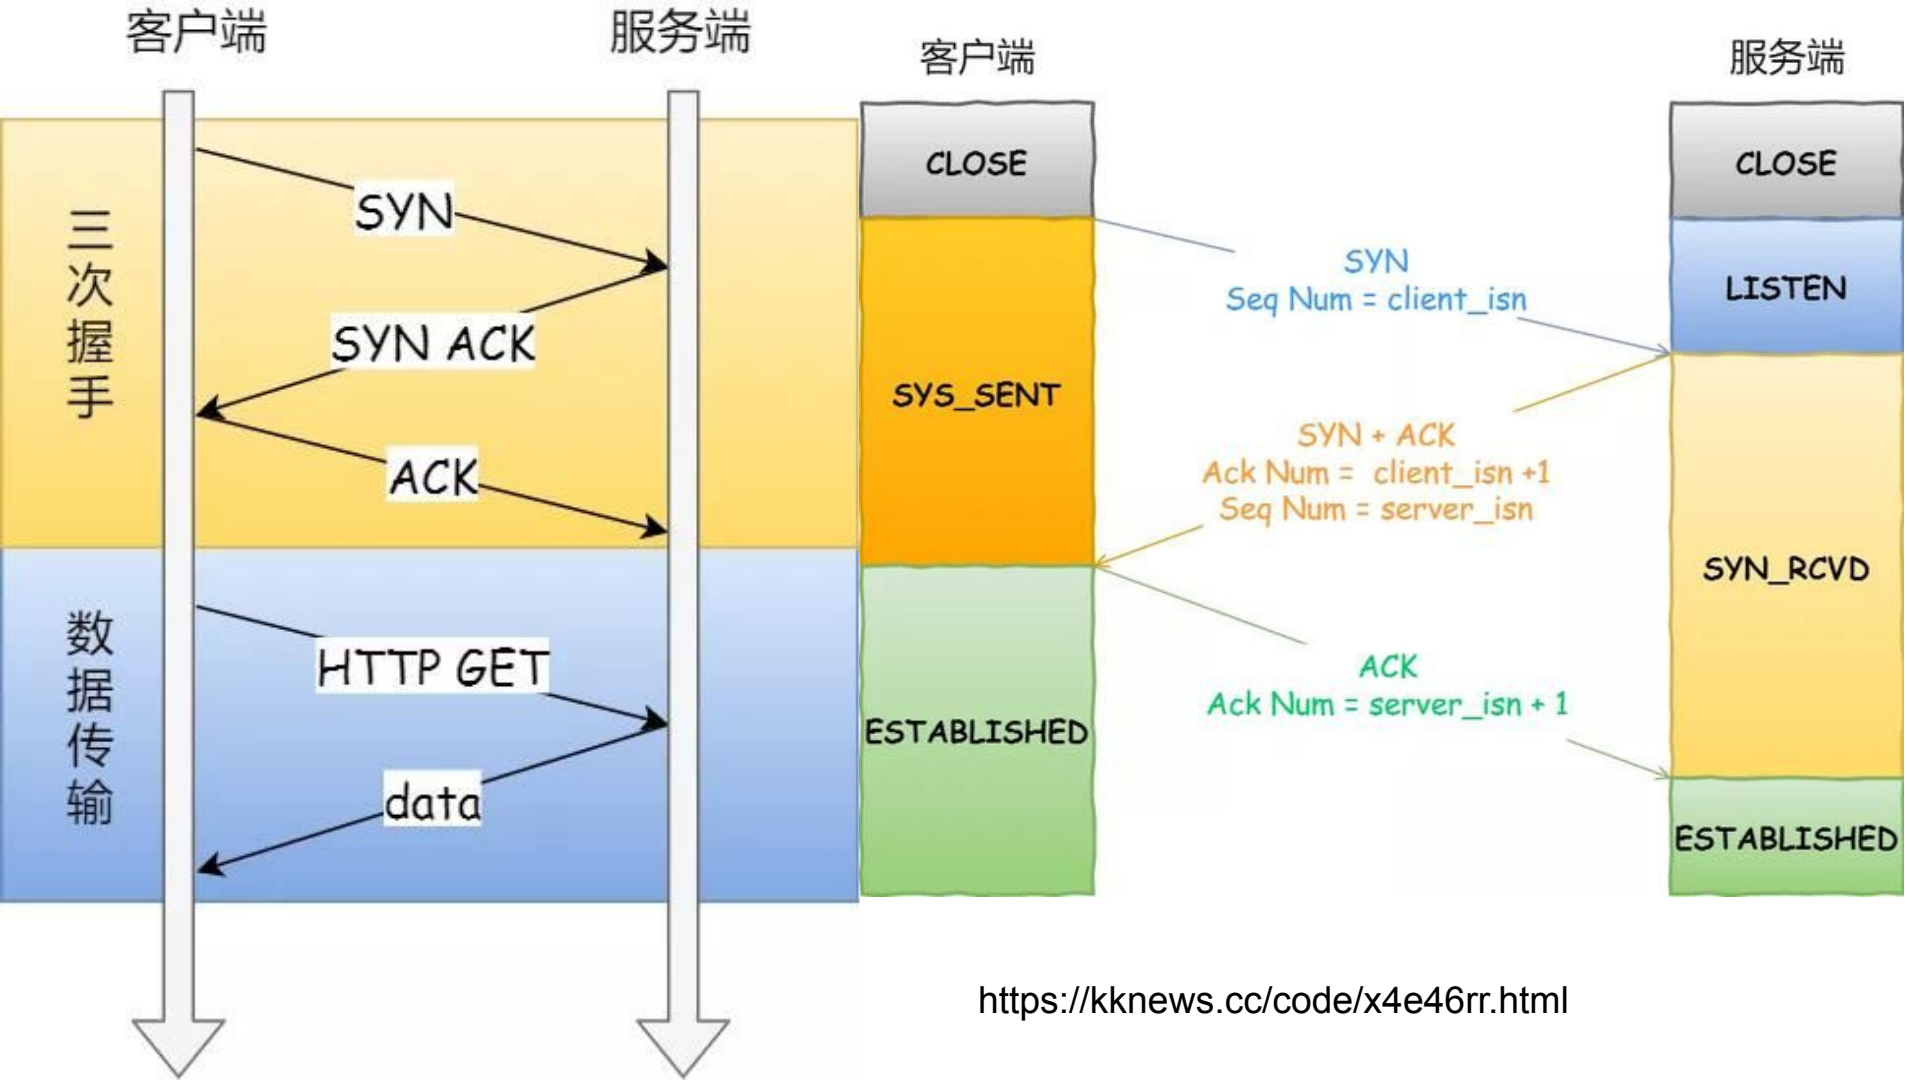 客户端
服务端
三次握手
SYN
SYN ACK
ACK
数据传输
HTTP GET
data
客户端
服务端
CLOSE
SYS_SENT
ESTABLISHED
SYN
Seq Num = client_isn
SYN + ACK
Ack Num = client_isn +1
Seq Num = server_isn
ACK
Ack Num = server_isn + 1
CLOSE
LISTEN
SYN_RCVD
ESTABLISHED
https://kknews.cc/code/x4e46rr.html